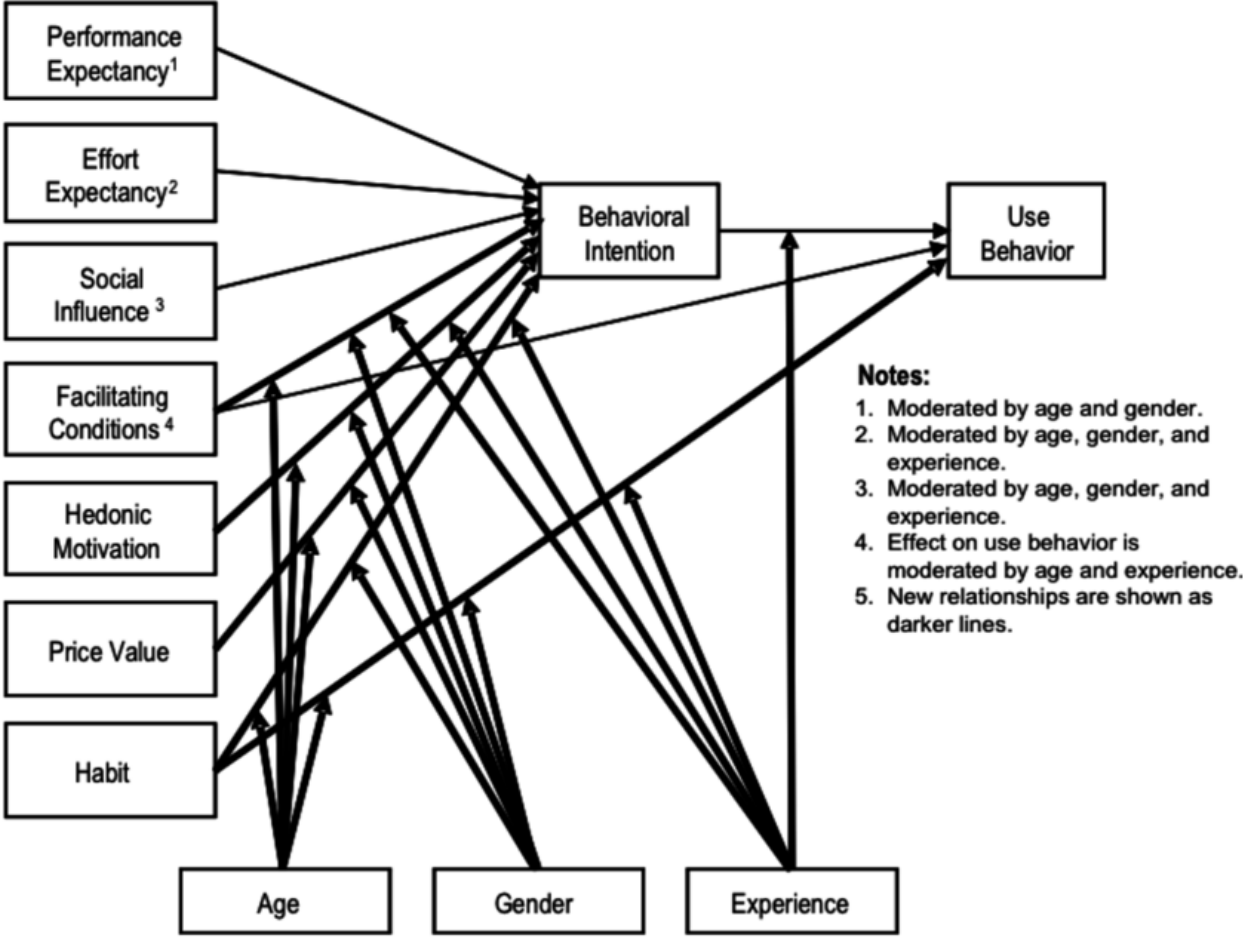 Performance
Expectancy¹
Effort
Expectancy²
Social
Influence ³
Facilitating
Conditions ⁴
Hedonic
Motivation
Price Value
Habit
Behavioral
Intention
Use
Behavior
Notes:
1. Moderated by age and gender.
2. Moderated by age, gender, and
experience.
3. Moderated by age, gender, and
experience.
4. Effect on use behavior is
moderated by age and experience.
5. New relationships are shown as
darker lines.
Age
Gender
Experience